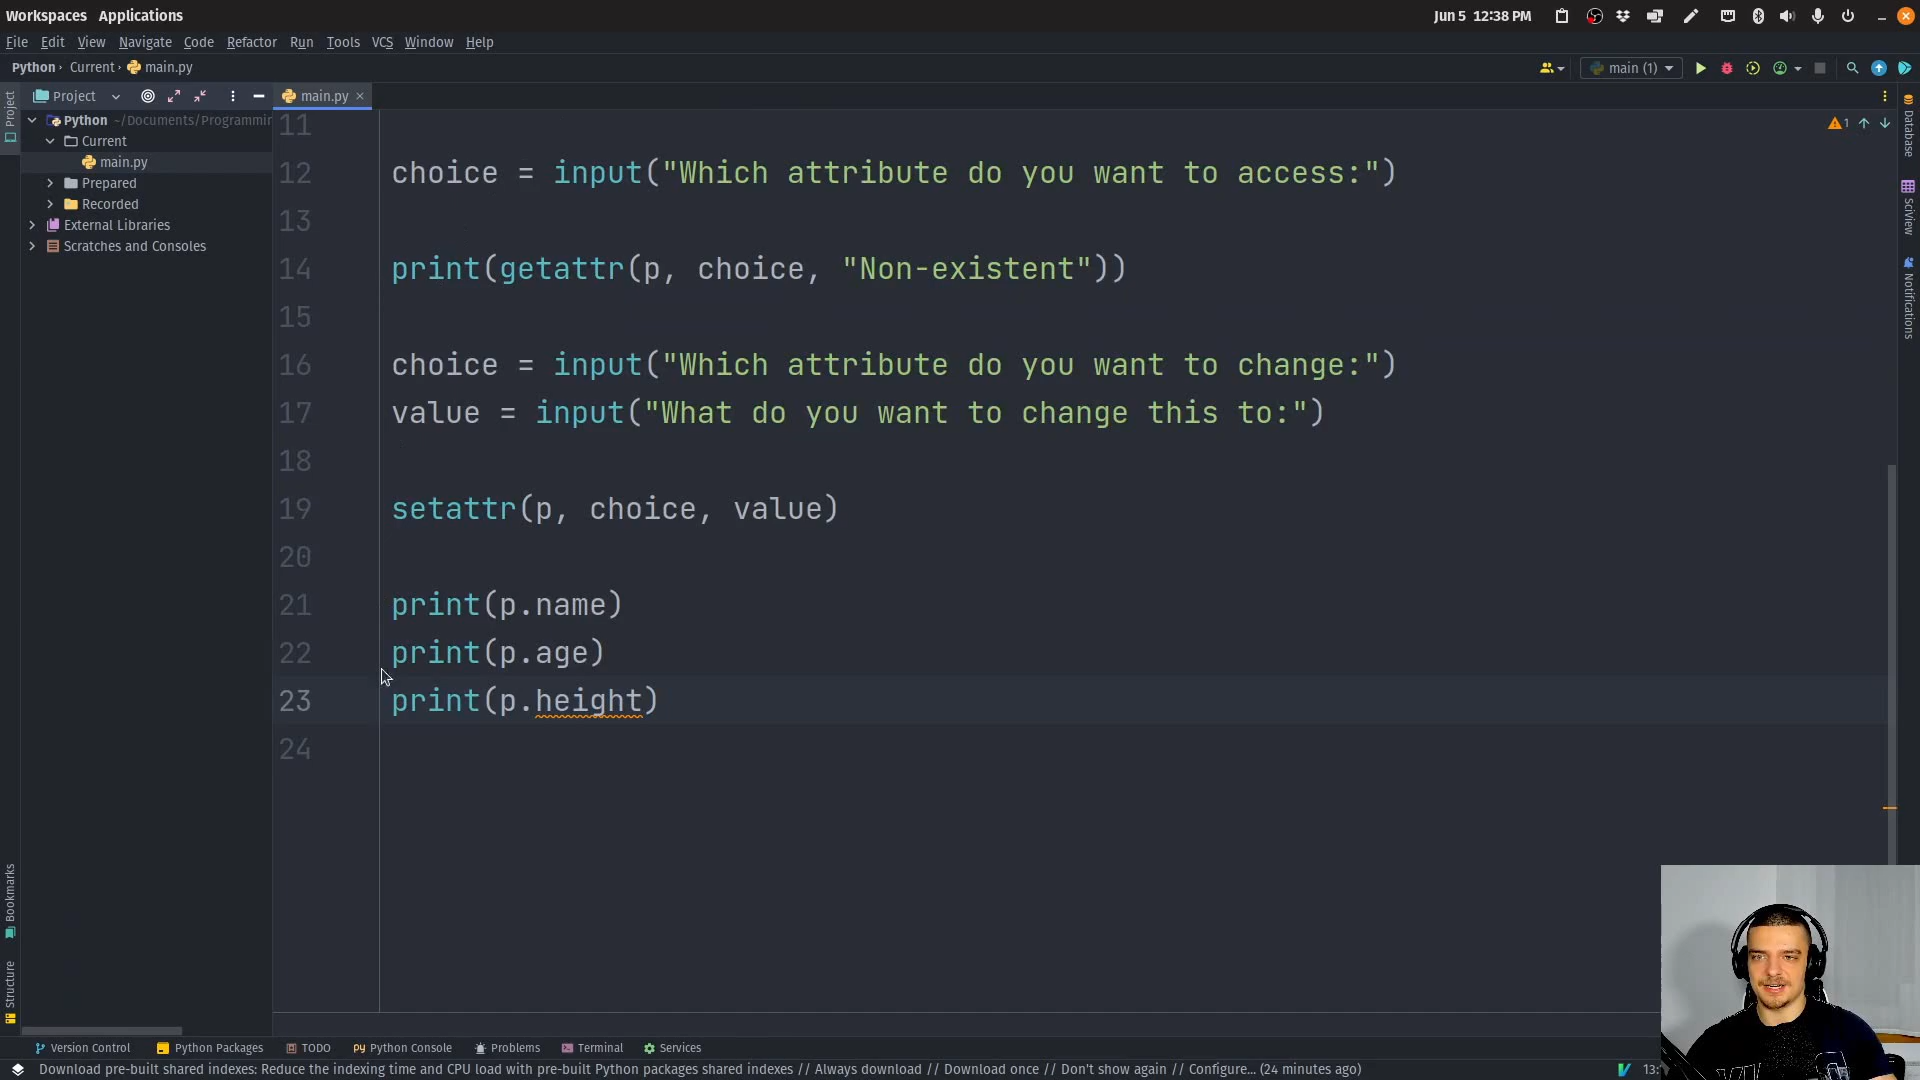 Workspaces Applications
Jun 5 12:38 PM
File Edit View Navigate Code Refactor Run Tools VCS Window Help
Python Current main.py
main (1)
Project
main.py
Project
Python ~/Documents/Programmin
Current
main.py
Prepared
Recorded
External Libraries
Scratches and Consoles
1
11
12 choice = input("Which attribute do you want to access:")
13
14 print(getattr(p, choice, "Non-existent"))
15
16 choice = input("Which attribute do you want to change:")
17 value = input("What do you want to change this to:")
18
19 setattr(p, choice, value)
20
21 print(p.name)
22 print(p.age)
23 print(p.height)
24
Database
SciView
Notifications
Bookmarks
Structure
Version Control Python Packages TODO Python Console Problems Terminal Services
Download pre-built shared indexes: Reduce the indexing time and CPU load with pre-built Python packages shared indexes // Always download // Download once // Don't show again // Configure... (24 minutes ago)
13: